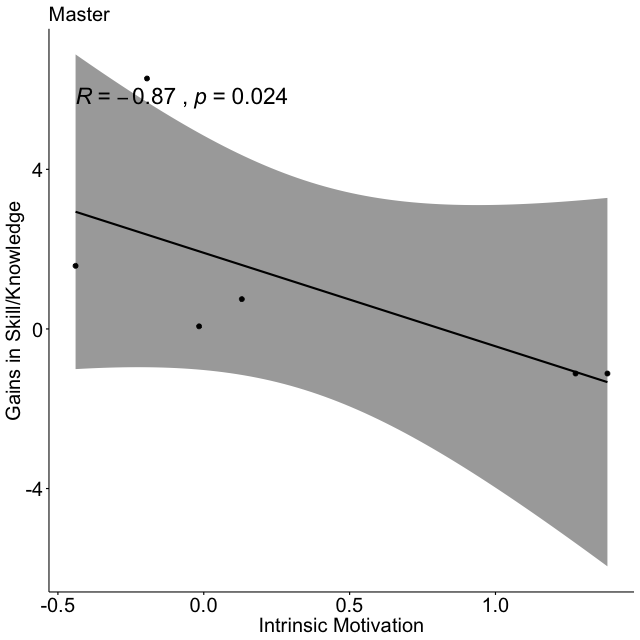 Master
R = −0.87 , p = 0.024
4
0
-4
Gains in Skill/Knowledge
-0.5 0.0 0.5 1.0
Intrinsic Motivation